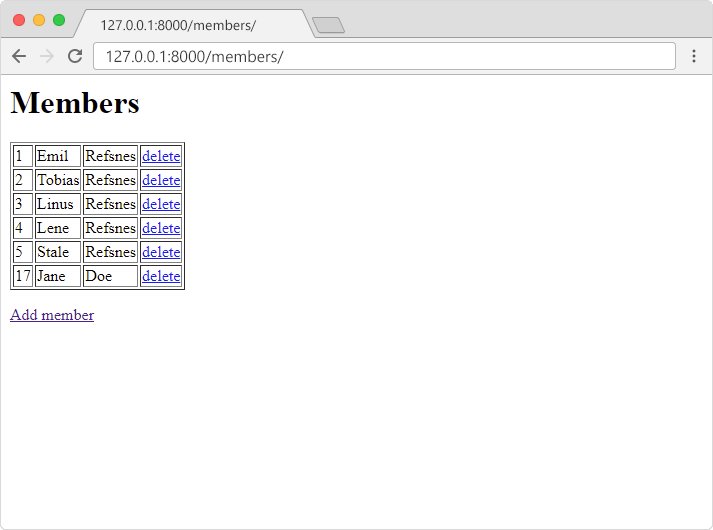 127.0.0.1:8000/members/
127.0.0.1:8000/members/
Members
1 Emil Refsnes delete
2 Tobias Refsnes delete
3 Linus Refsnes delete
4 Lene Refsnes delete
5 Stale Refsnes delete
17 Jane Doe delete
Add member